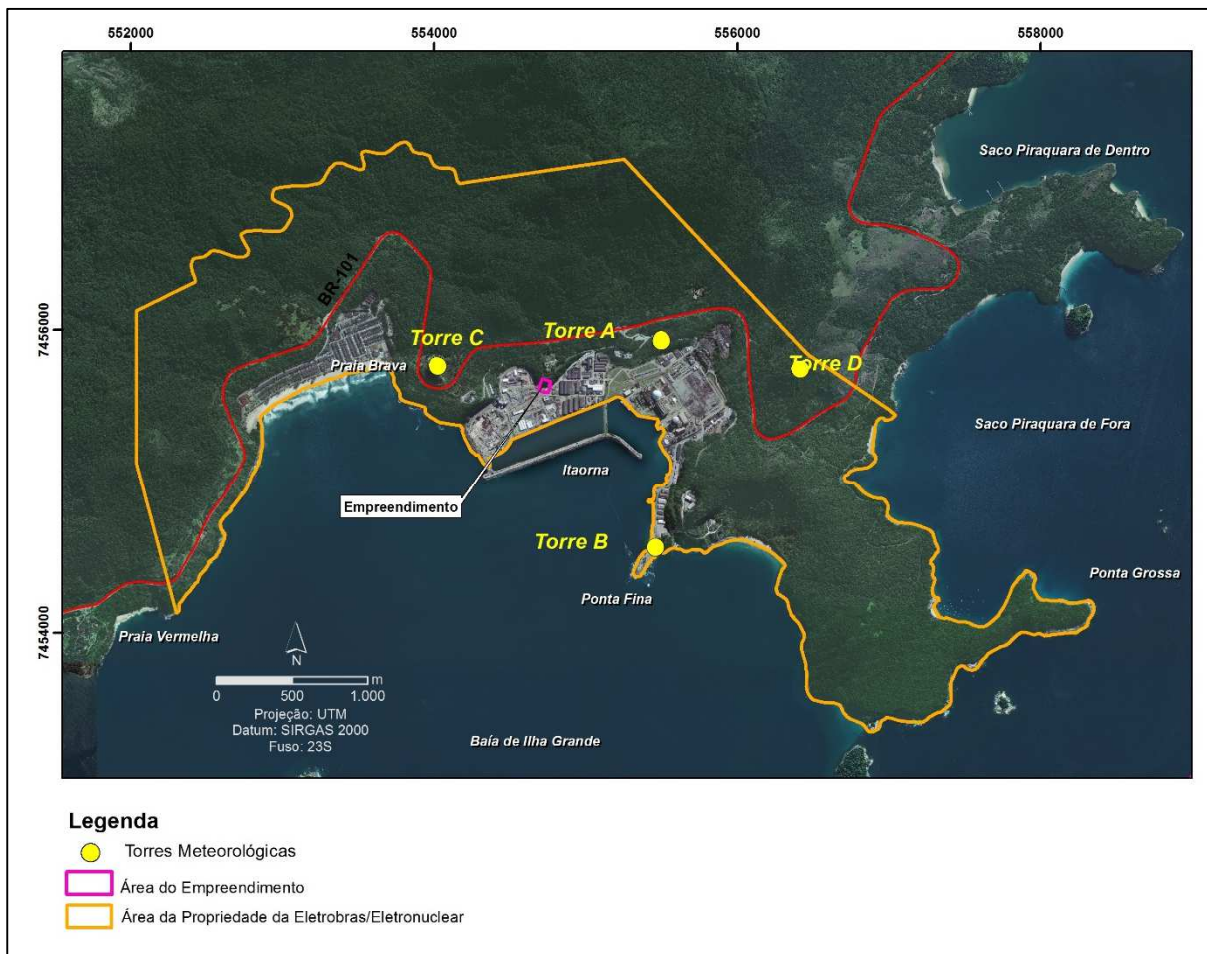 552000
554000
556000
558000
Saco Piraquara de Dentro
BR-101
7456000
Torre C
Torre A
Torre D
Praia Brava
Saco Piraquara de Fora
Itaorna
Empreendimento
Torre B
Ponta Grossa
Ponta Fina
7454000
Praia Vermelha
N
m
0
500
1.000
Projeção: UTM
Datum: SIRGAS 2000
Fuso: 23S
Baía de Ilha Grande
Legenda
Torres Meteorológicas
Área do Empreendimento
Área da Propriedade da Eletrobras/Eletronuclear